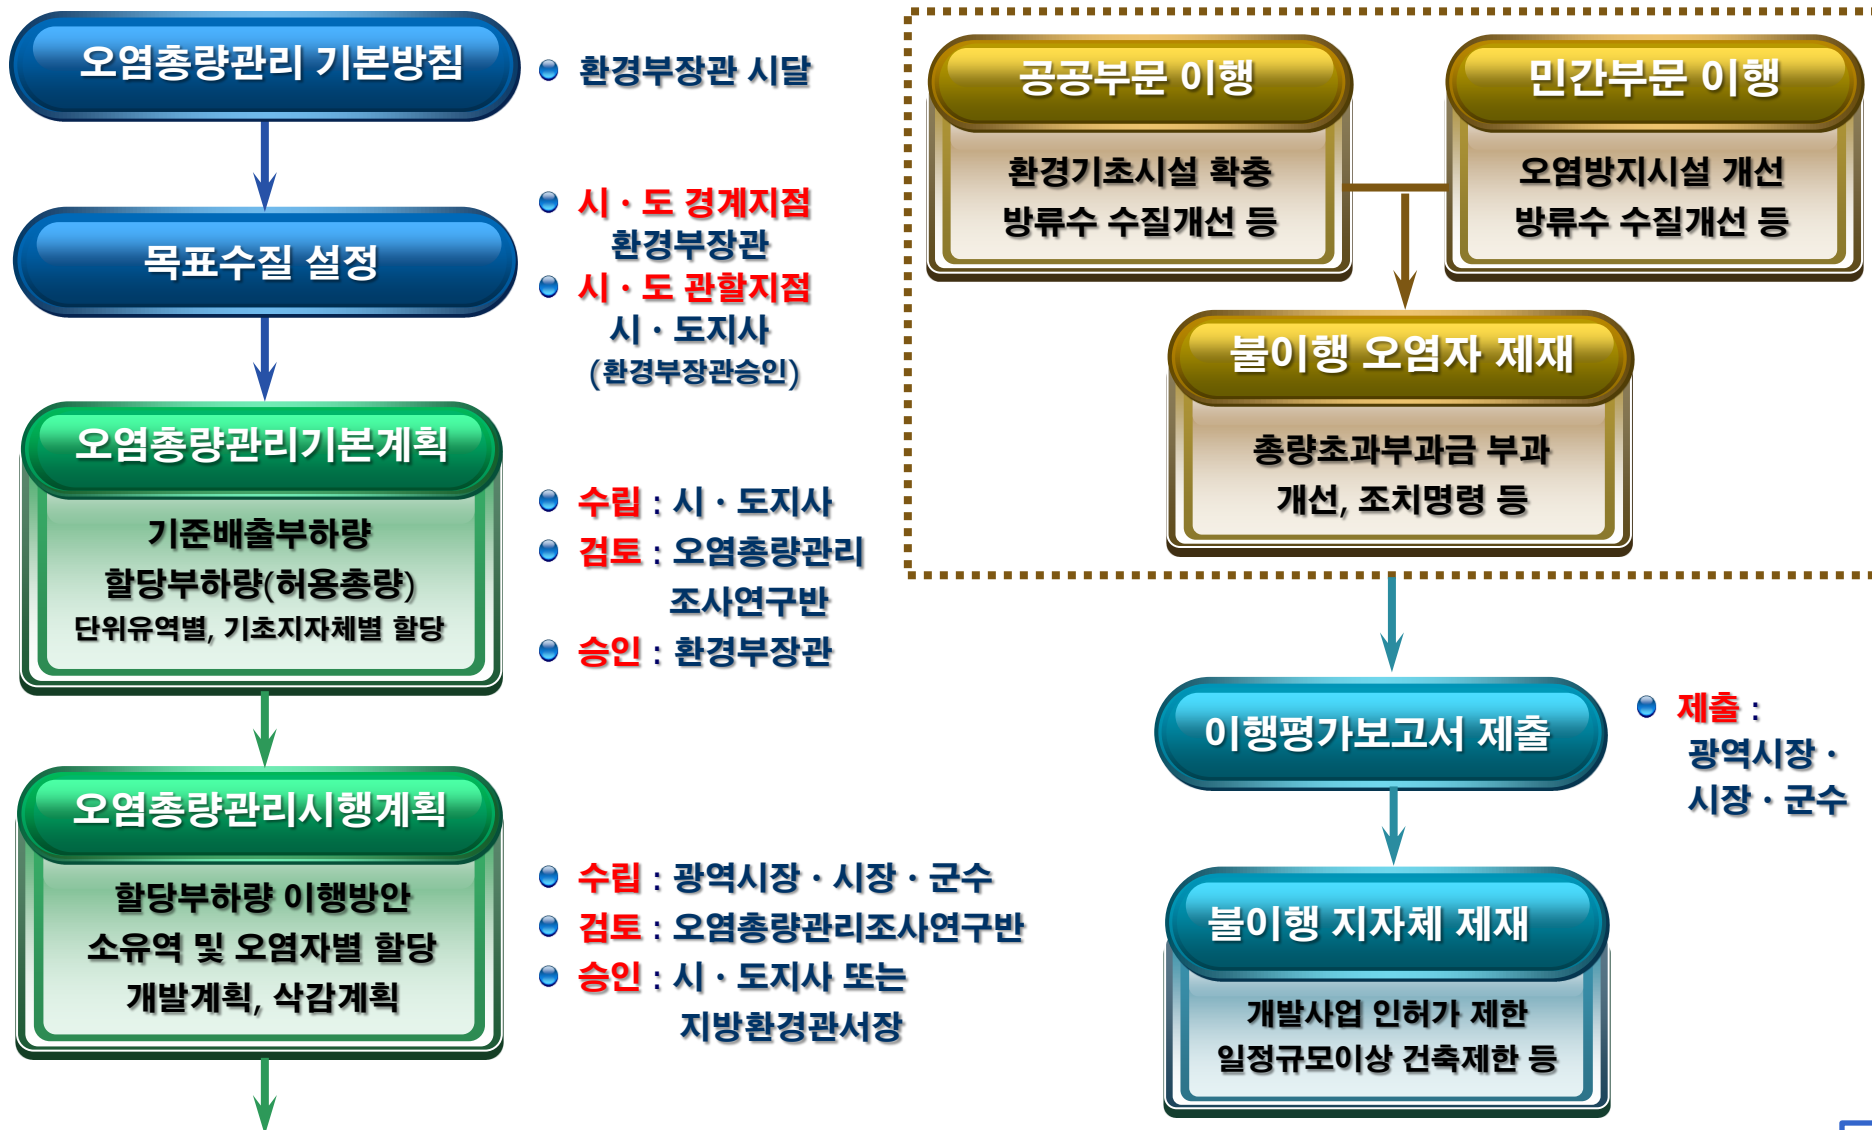 오염총량관리 기본방침
환경부장관 시달
목표수질 설정
시 · 도 경계지점
환경부장관
시 · 도 관할지점
시 · 도지사
(환경부장관승인)
오염총량관리기본계획
기준배출부하량
할당부하량(허용총량)
단위유역별, 기초지자체별 할당
수립 : 시 · 도지사
검토 : 오염총량관리
조사연구반
승인 : 환경부장관
오염총량관리시행계획
할당부하량 이행방안
소유역 및 오염자별 할당
개발계획, 삭감계획
수립 : 광역시장 · 시장 · 군수
검토 : 오염총량관리조사연구반
승인 : 시 · 도지사 또는
지방환경관서장
공공부문 이행
환경기초시설 확충
방류수 수질개선 등
민간부문 이행
오염방지시설 개선
방류수 수질개선 등
불이행 오염자 제재
총량초과부과금 부과
개선, 조치명령 등
이행평가보고서 제출
제출 :
광역시장 ·
시장 · 군수
불이행 지자체 제재
개발사업 인허가 제한
일정규모이상 건축제한 등